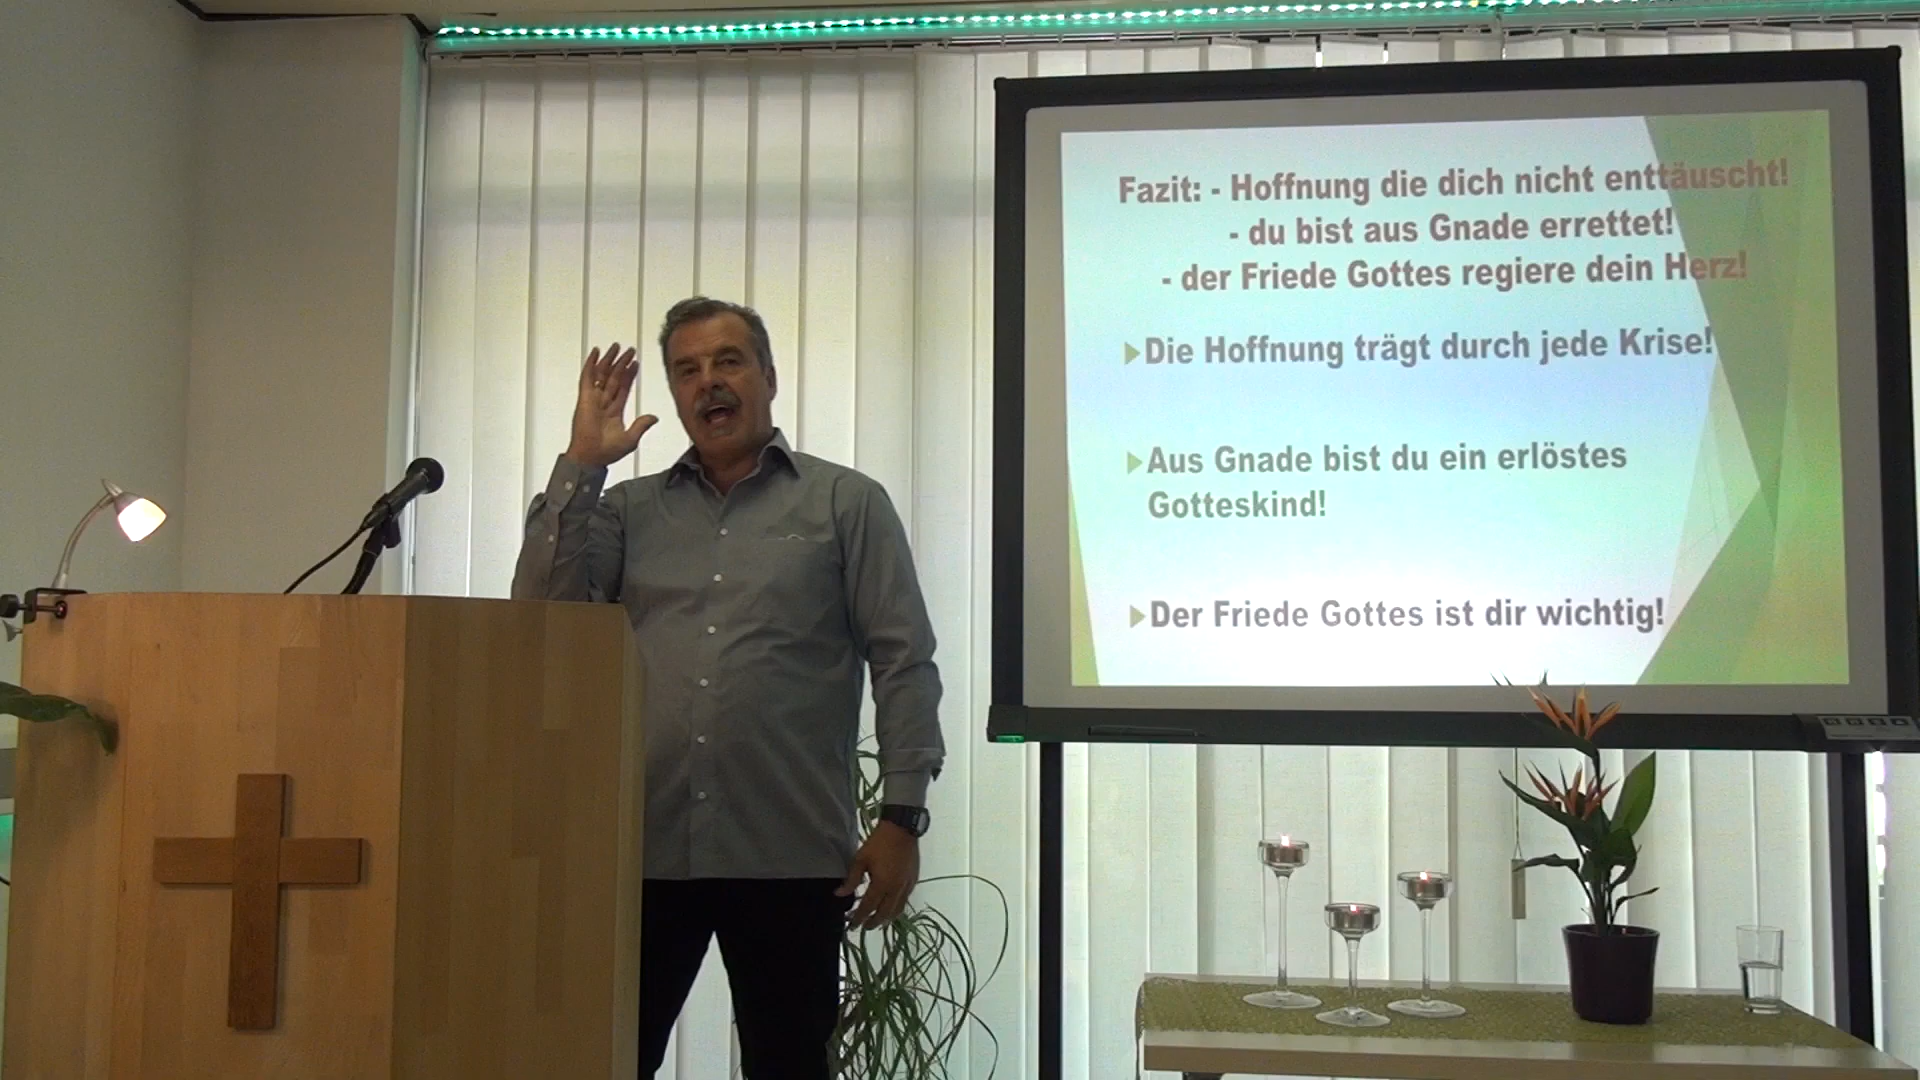 Fazit: - Hoffnung die dich nicht enttäuscht!
- du bist aus Gnade errettet!
- der Friede Gottes regiere dein Herz!
Die Hoffnung trägt durch jede Krise!
Aus Gnade bist du ein erlöstes
Gotteskind!
Der Friede Gottes ist dir wichtig!